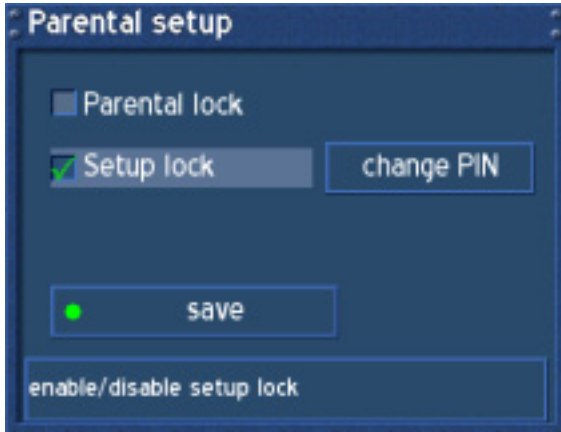 Parental setup
Parental lock
Setup lock
change PIN
save
enable/disable setup lock